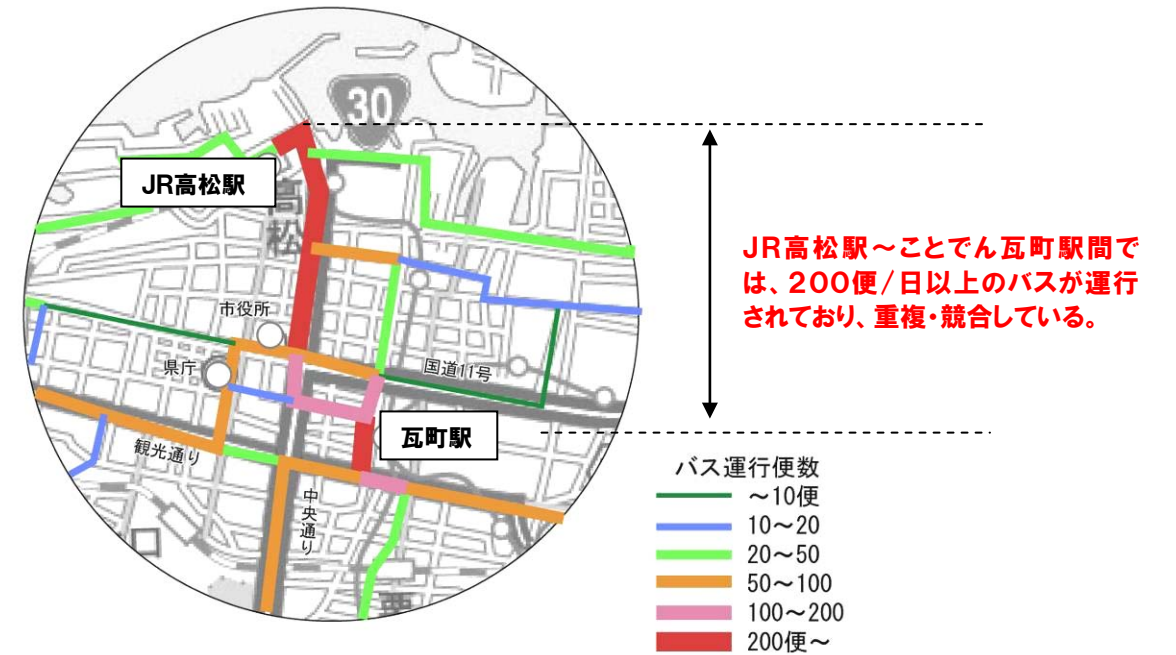 30
JR高松駅
高松
市役所
県庁
国道11号
瓦町駅
観光通り
中央通り
JR高松駅～ことでん瓦町駅間で
は、200便/日以上のバスが運行
されており、重複・競合している。
バス運行便数
～10便
10～20
20～50
50～100
100～200
200便～